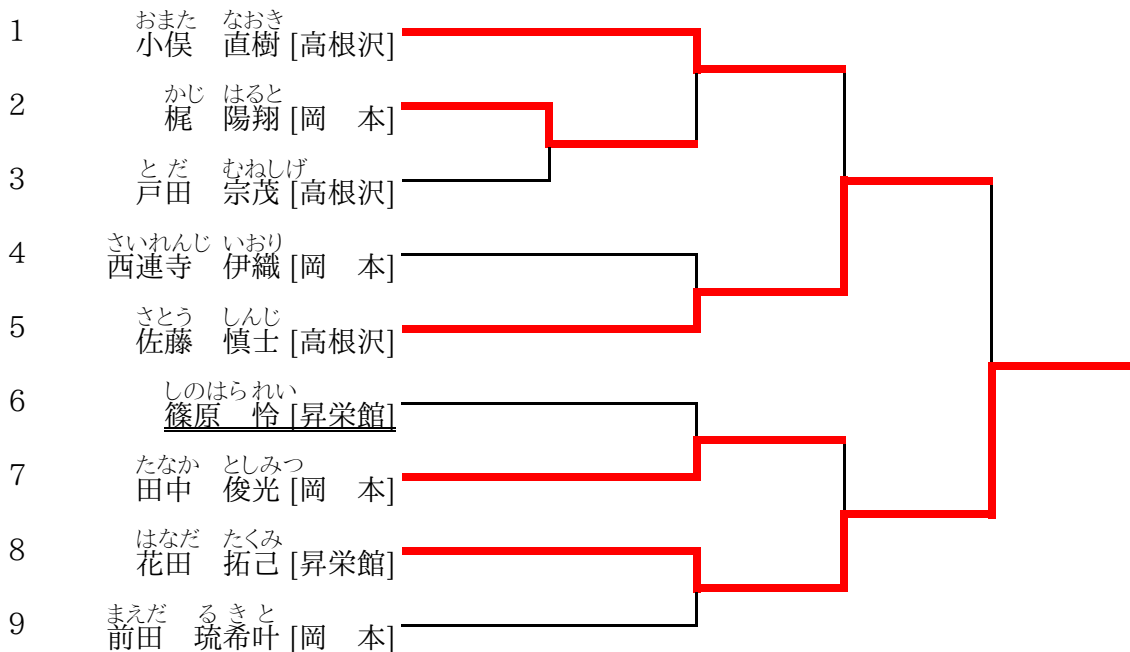 おまた なおき
1 小俣 直樹 [高根沢]
かじ はると
2 梶 陽翔 [岡 本]
とだ むねしげ
3 戸田 宗茂 [高根沢]
さいれんじ いおり
4 西連寺 伊織 [岡 本]
さとう しんじ
5 佐藤 慎士 [高根沢]
しのはら れい
6 篠原 怜 [昇栄館]
たなか としみつ
7 田中 俊光 [岡 本]
はなだ たくみ
8 花田 拓己 [昇栄館]
まえだ るきと
9 前田 琉希叶 [岡 本]